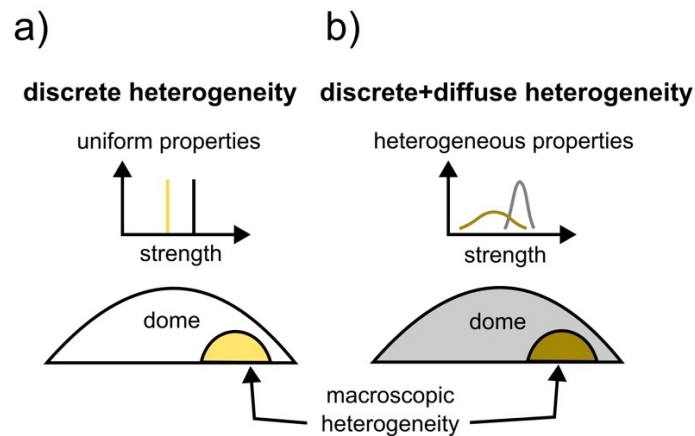 a)
discrete heterogeneity
uniform properties
strength
dome
b)
discrete+diffuse heterogeneity
heterogeneous properties
strength
dome
macroscopic
heterogeneity